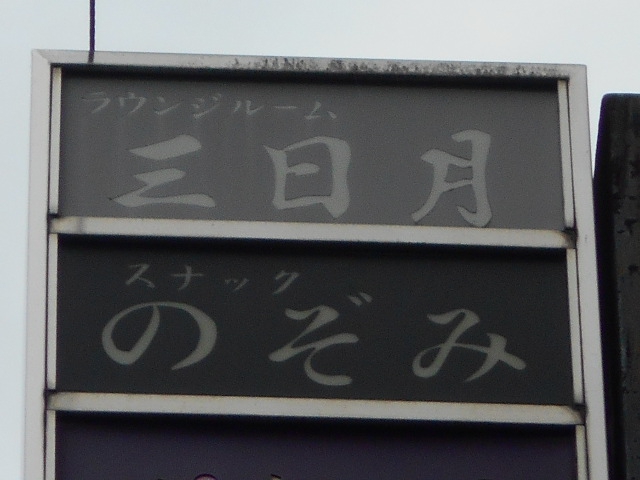 ラウンジルーム
三日月
スナック
のぞみ